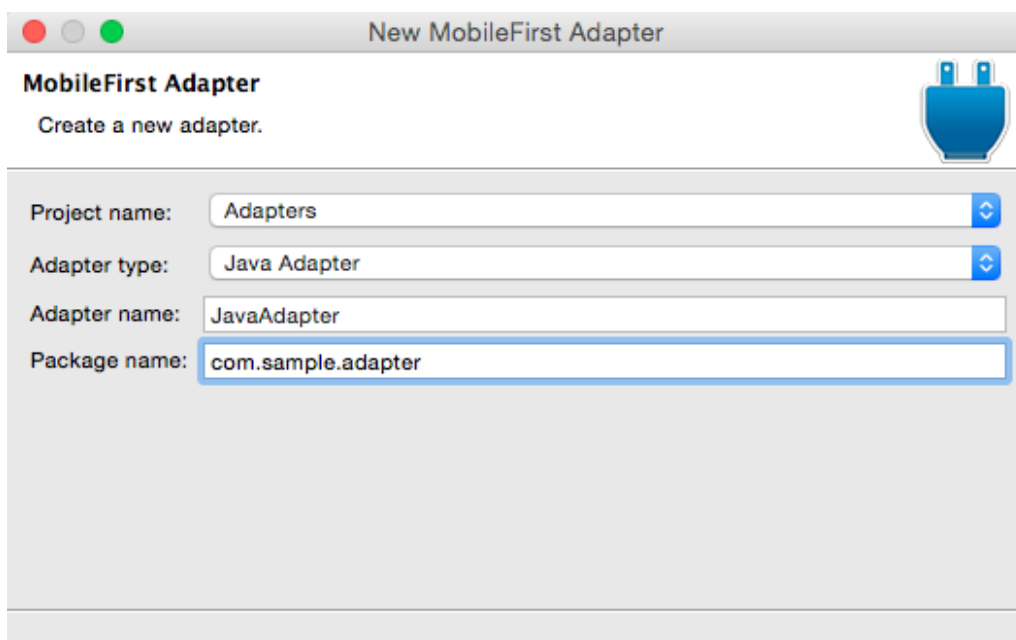 New MobileFirst Adapter
MobileFirst Adapter
Create a new adapter.
Project name: Adapters
Adapter type: Java Adapter
Adapter name: JavaAdapter
Package name: com.sample.adapter